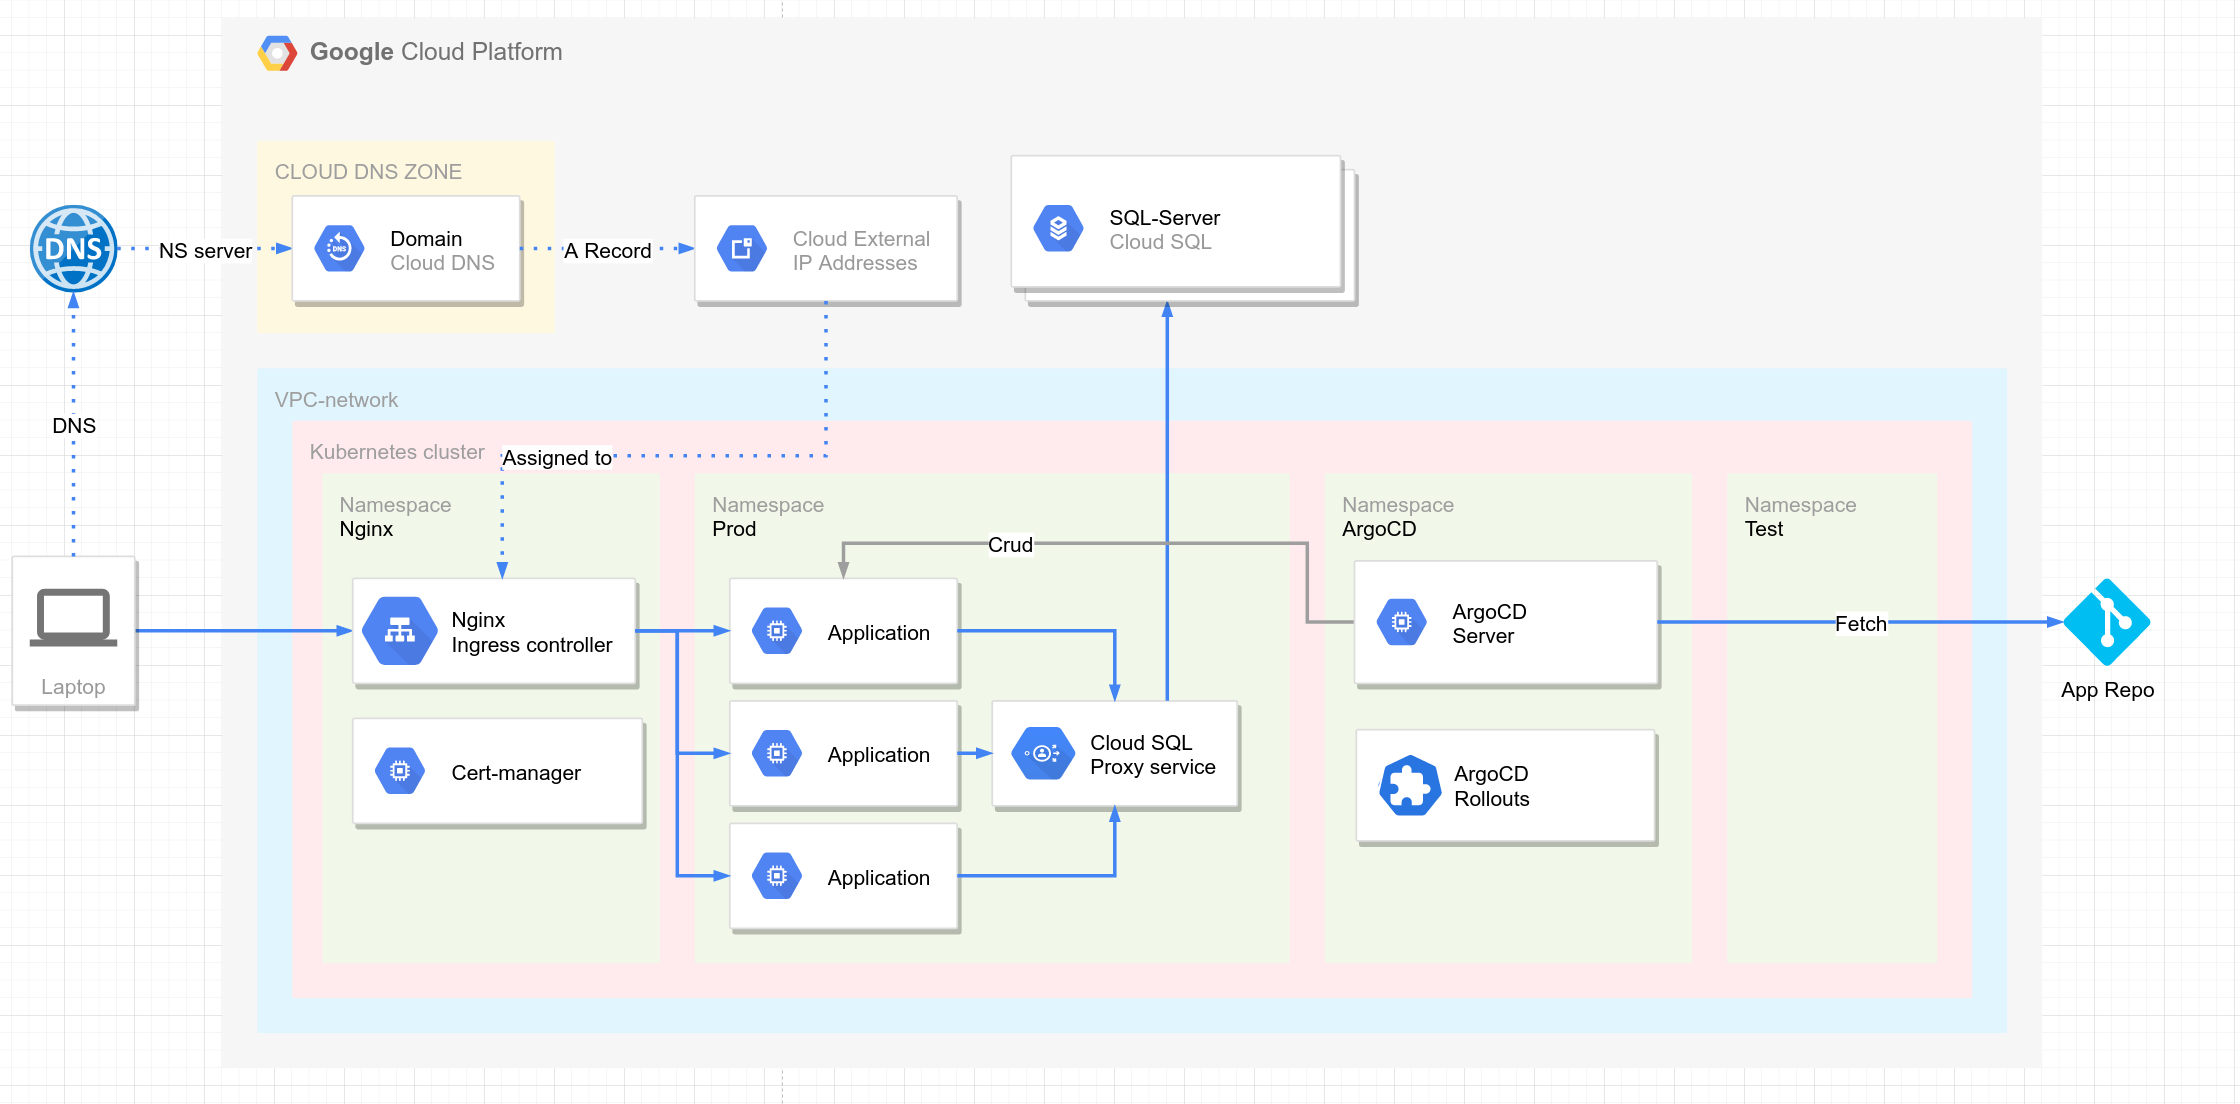 Google Cloud Platform
CLOUD DNS ZONE
DNS
NS server
Domain
Cloud DNS
A Record
Cloud External
IP Addresses
SQL-Server
Cloud SQL
DNS
VPC-network
Kubernetes cluster
Assigned to
Namespace
Nginx
Namespace
Prod
Namespace
ArgoCD
Namespace
Test
Crud
Laptop
Nginx
Ingress controller
Cert-manager
Application
Application
Application
Cloud SQL
Proxy service
ArgoCD
Server
ArgoCD
Rollouts
Fetch
App Repo
DNS